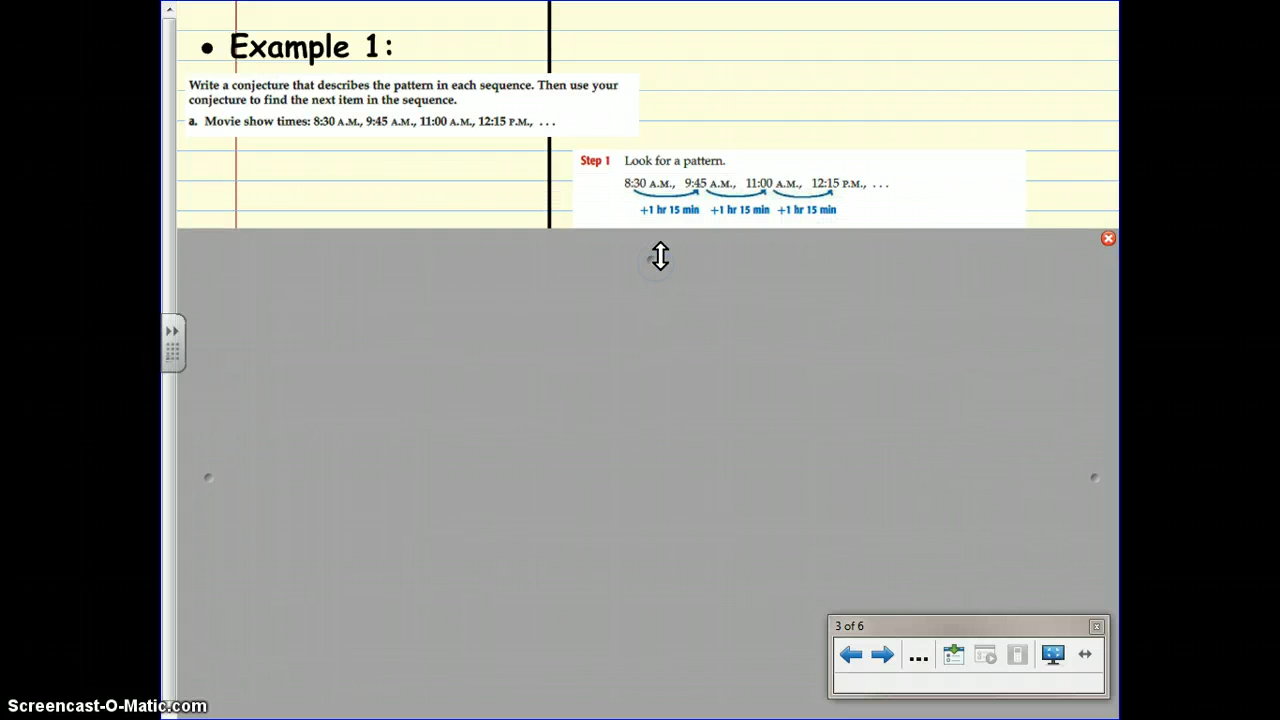 • Example 1:
Write a conjecture that describes the pattern in each sequence. Then use your
conjecture to find the next item in the sequence.
a. Movie show times: 8:30 A.M., 9:45 A.M., 11:00 A.M., 12:15 P.M., . . .
Step 1 Look for a pattern.
8:30 A.M., 9:45 A.M., 11:00 A.M., 12:15 P.M., . . .
+1 hr 15 min +1 hr 15 min +1 hr 15 min
3 of 6
Screencast-O-Matic.com